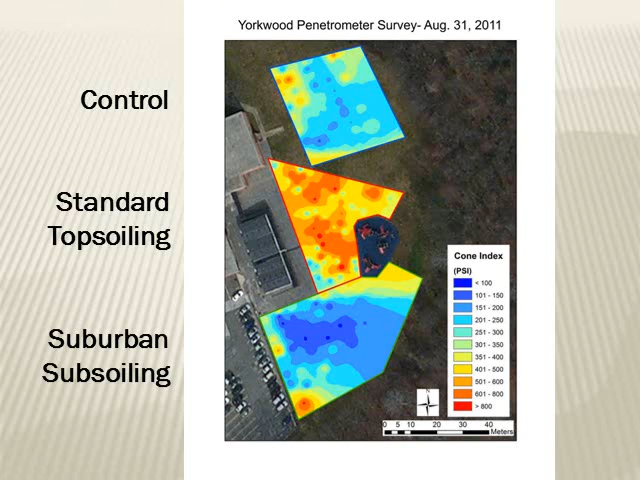 Yorkwood Penetrometer Survey- Aug. 31, 2011
Control
Standard
Topsoiling
Suburban
Subsoiling
Cone Index
(PSI)
< 100
101 - 150
151 - 200
201 - 250
251 - 300
301 - 350
351 - 400
401 - 500
501 - 600
601 - 800
> 800
N
0 5 10 20 30 40
Meters